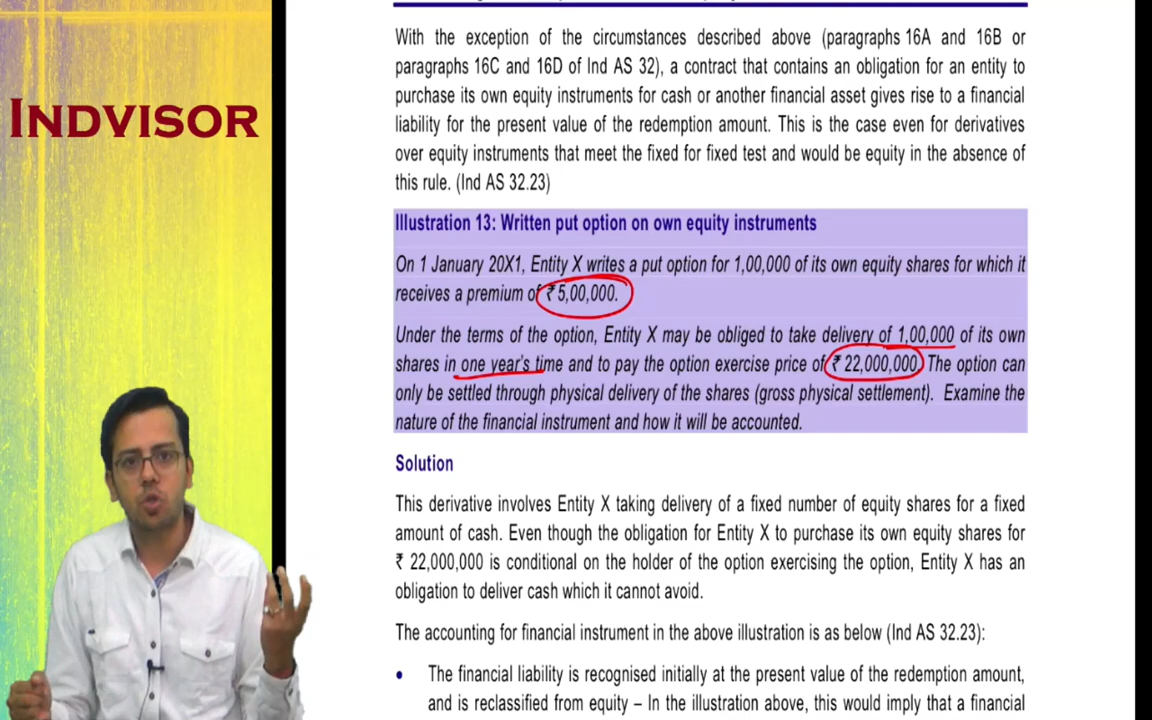 INDVISOR
With the exception of the circumstances described above (paragraphs 16A and 16B or
paragraphs 16C and 16D of Ind AS 32), a contract that contains an obligation for an entity to
purchase its own equity instruments for cash or another financial asset gives rise to a financial
liability for the present value of the redemption amount. This is the case even for derivatives
over equity instruments that meet the fixed for fixed test and would be equity in the absence of
this rule. (Ind AS 32.23)
Illustration 13: Written put option on own equity instruments
On 1 January 20X1, Entity X writes a put option for 1,00,000 of its own equity shares for which it
receives a premium of ₹ 5,00,000.
Under the terms of the option, Entity X may be obliged to take delivery of 1,00,000 of its own
shares in one year's time and to pay the option exercise price of ₹ 22,000,000. The option can
only be settled through physical delivery of the shares (gross physical settlement). Examine the
nature of the financial instrument and how it will be accounted.
Solution
This derivative involves Entity X taking delivery of a fixed number of equity shares for a fixed
amount of cash. Even though the obligation for Entity X to purchase its own equity shares for
₹ 22,000,000 is conditional on the holder of the option exercising the option, Entity X has an
obligation to deliver cash which it cannot avoid.
The accounting for financial instrument in the above illustration is as below (Ind AS 32.23):
• The financial liability is recognised initially at the present value of the redemption amount,
and is reclassified from equity – In the illustration above, this would imply that a financial